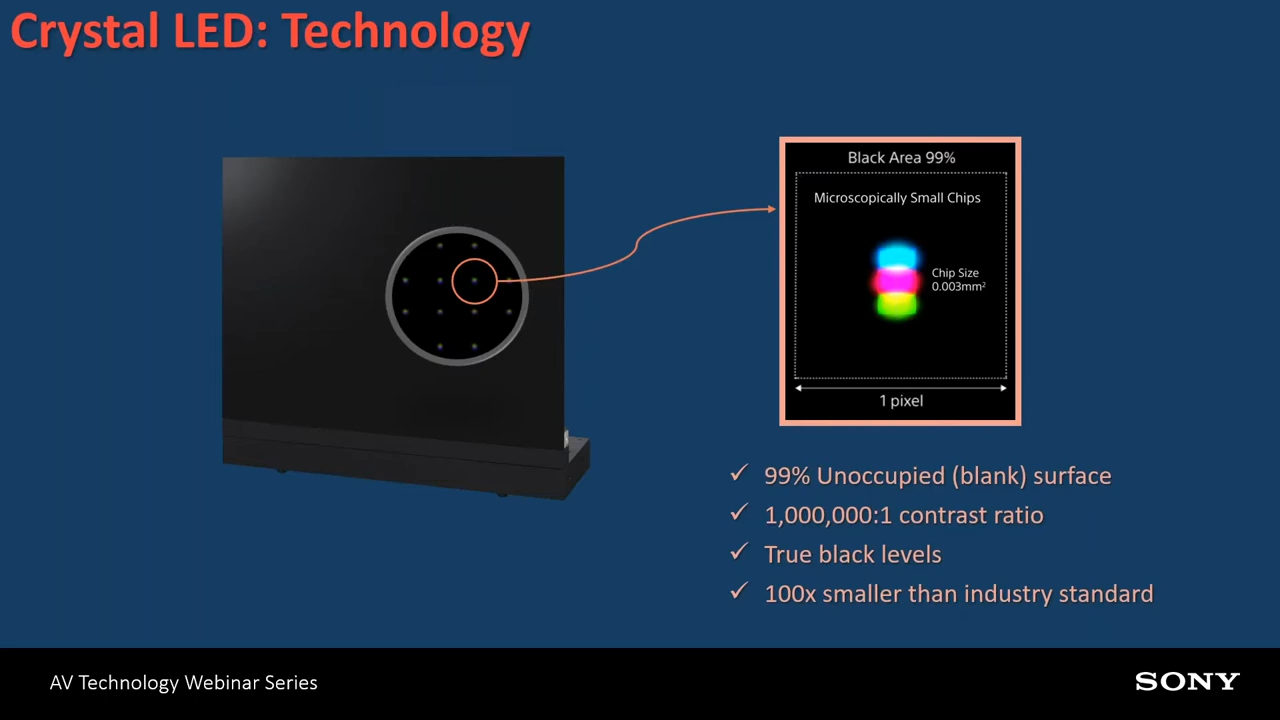 Crystal LED: Technology
Black Area 99%
Microscopically Small Chips
Chip Size
0.003mm²
1 pixel
✓ 99% Unoccupied (blank) surface
✓ 1,000,000:1 contrast ratio
✓ True black levels
✓ 100x smaller than industry standard
AV Technology Webinar Series
SONY